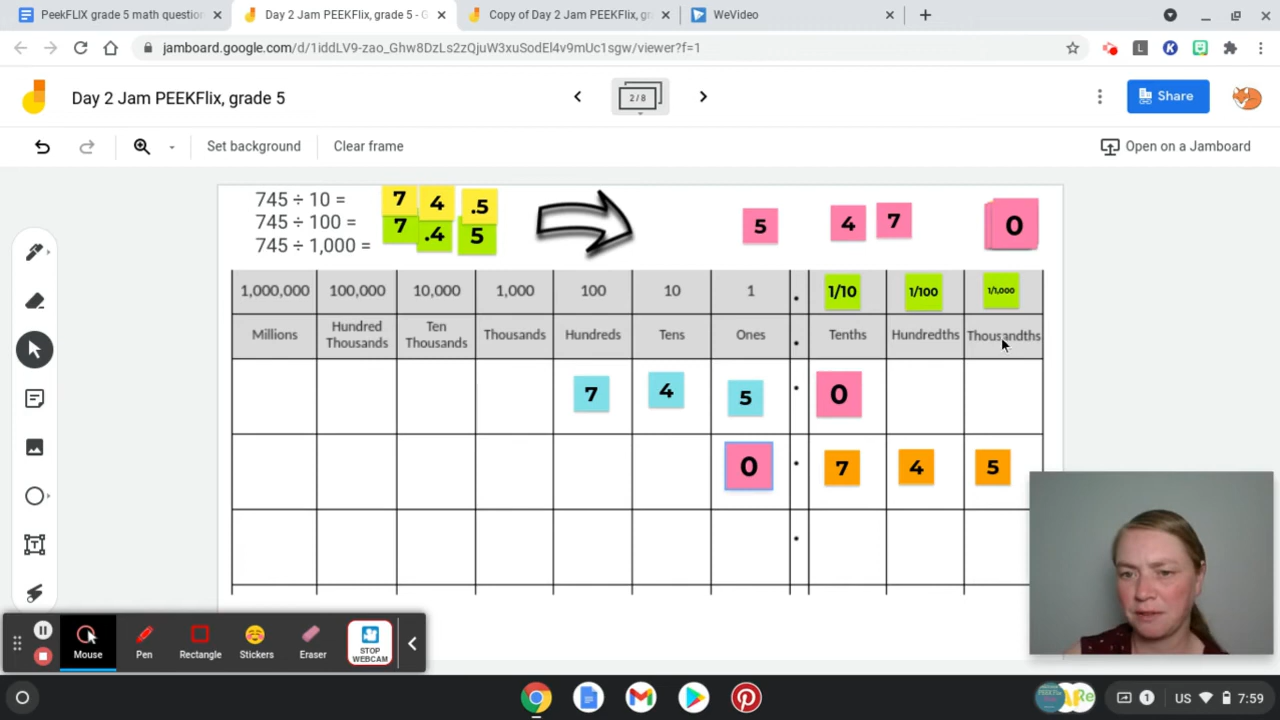 PeekFLIX grade 5 math question
Day 2 Jam PEEKFlix, grade 5 - G
Copy of Day 2 Jam PEEKFlix, gra
WeVideo
jamboard.google.com/d/1iddLV9-zao_Ghw8DzLs2zQjuW3xuSodEl4v9mUc1sgw/viewer?f=1
Day 2 Jam PEEKFlix, grade 5
2/8
Share
Set background
Clear frame
Open on a Jamboard
745 ÷ 10 = 7 4 .5
745 ÷ 100 = 7 .4 5
745 ÷ 1,000 =
5 4 7 0
1,000,000 100,000 10,000 1,000 100 10 1 . 1/10 1/100 1/1,000
Millions Hundred Thousands Ten Thousands Thousands Hundreds Tens Ones . Tenths Hundredths Thousandths
7 4 5 . 0
0 . 7 4 5
.
Mouse
Pen
Rectangle
Stickers
Eraser
STOP WEBCAM
1
US
7:59